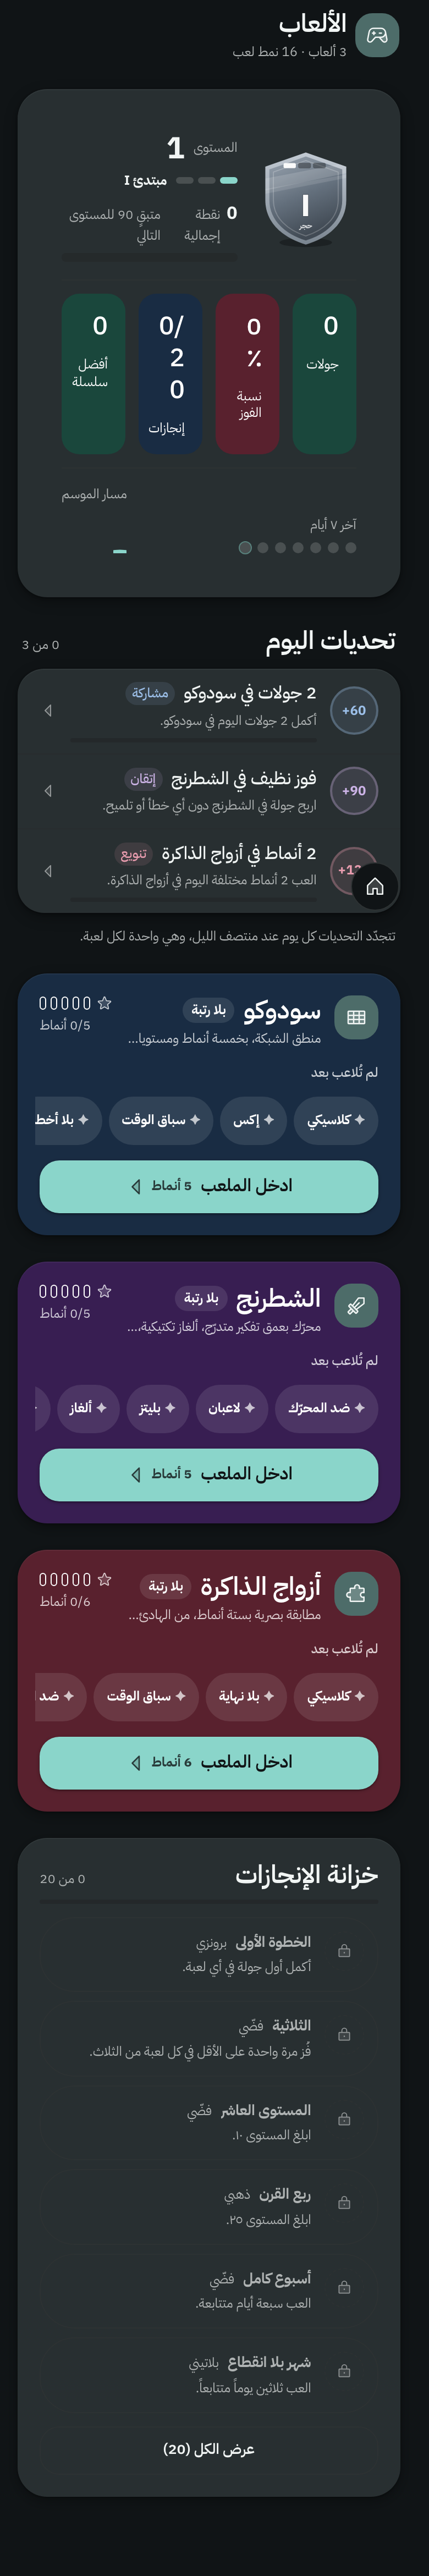 الألعاب
3 ألعاب · 16 نمط لعب
I
حجر
المستوى 1
مبتدئ I
0 نقطة إجمالية
متبقٍ 90 للمستوى التالي
0
جولات
0٪
نسبة الفوز
0/20
إنجازات
0
أفضل سلسلة
مسار الموسم
آخر ٧ أيام
تحديات اليوم
0 من 3
+60
2 جولات في سودوكو مشاركة
أكمل 2 جولات اليوم في سودوكو.
+90
فوز نظيف في الشطرنج إتقان
اربح جولة في الشطرنج دون أي خطأ أو تلميح.
2 أنماط في أزواج الذاكرة تنويع
العب 2 أنماط مختلفة اليوم في أزواج الذاكرة.
تتجدّد التحديات كل يوم عند منتصف الليل، وهي واحدة لكل لعبة.
سودوكو بلا رتبة
منطق الشبكة، بخمسة أنماط ومستويا...
0/5 أنماط
لم تُلاعب بعد
كلاسيكي
إكس
سباق الوقت
بلا أخط
ادخل الملعب 5 أنماط
الشطرنج بلا رتبة
محرّك بعمق تفكير متدرّج، ألغاز تكتيكية،...
0/5 أنماط
لم تُلاعب بعد
ضد المحرّك
لاعبان
بليتز
ألغاز
ادخل الملعب 5 أنماط
أزواج الذاكرة بلا رتبة
مطابقة بصرية بستة أنماط، من الهادئ...
0/6 أنماط
لم تُلاعب بعد
كلاسيكي
بلا نهاية
سباق الوقت
ضد
ادخل الملعب 6 أنماط
خزانة الإنجازات
0 من 20
الخطوة الأولى برونزي
أكمل أول جولة في أي لعبة.
الثلاثية فضّي
فُز مرة واحدة على الأقل في كل لعبة من الثلاث.
المستوى العاشر فضّي
ابلغ المستوى ١٠.
ربع القرن ذهبي
ابلغ المستوى ٢٥.
أسبوع كامل فضّي
العب سبعة أيام متتابعة.
شهر بلا انقطاع بلاتيني
العب ثلاثين يوماً متتابعاً.
عرض الكل (20)